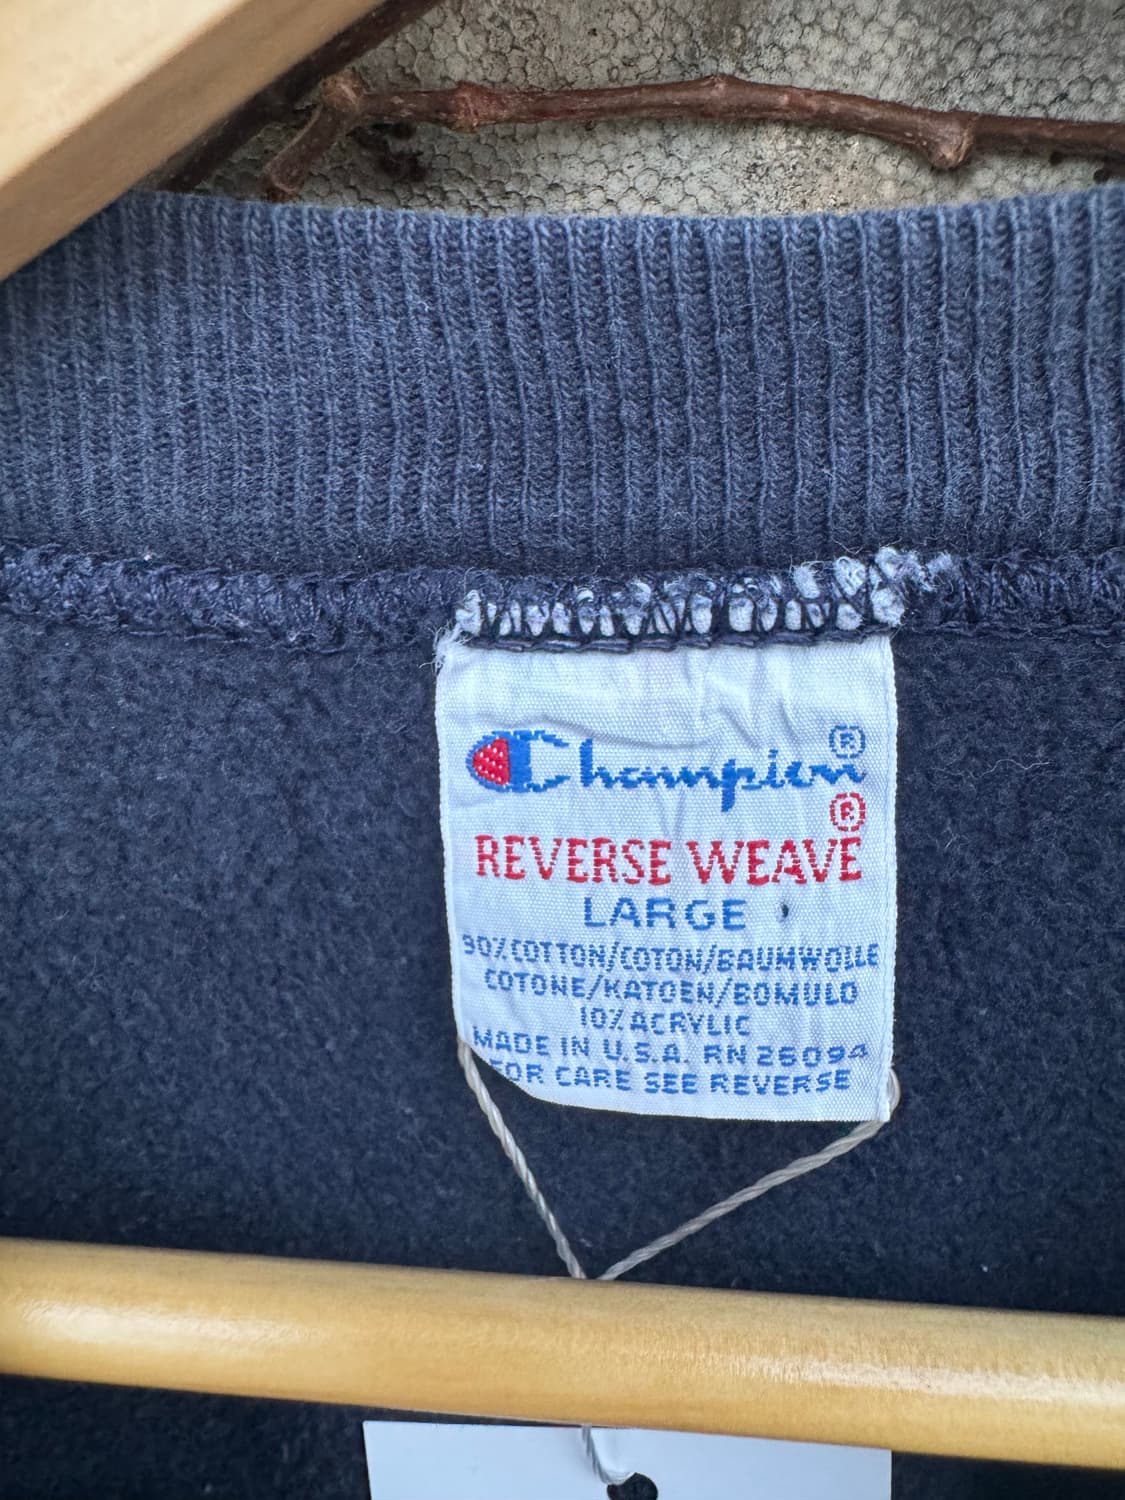 Champion®
®
REVERSE WEAVE
LARGE
90% COTTON/COTON/BAUMWOLLE
COTONE/KATOEN/BOMULD
10% ACRYLIC
MADE IN U.S.A. RN 26094
FOR CARE SEE REVERSE